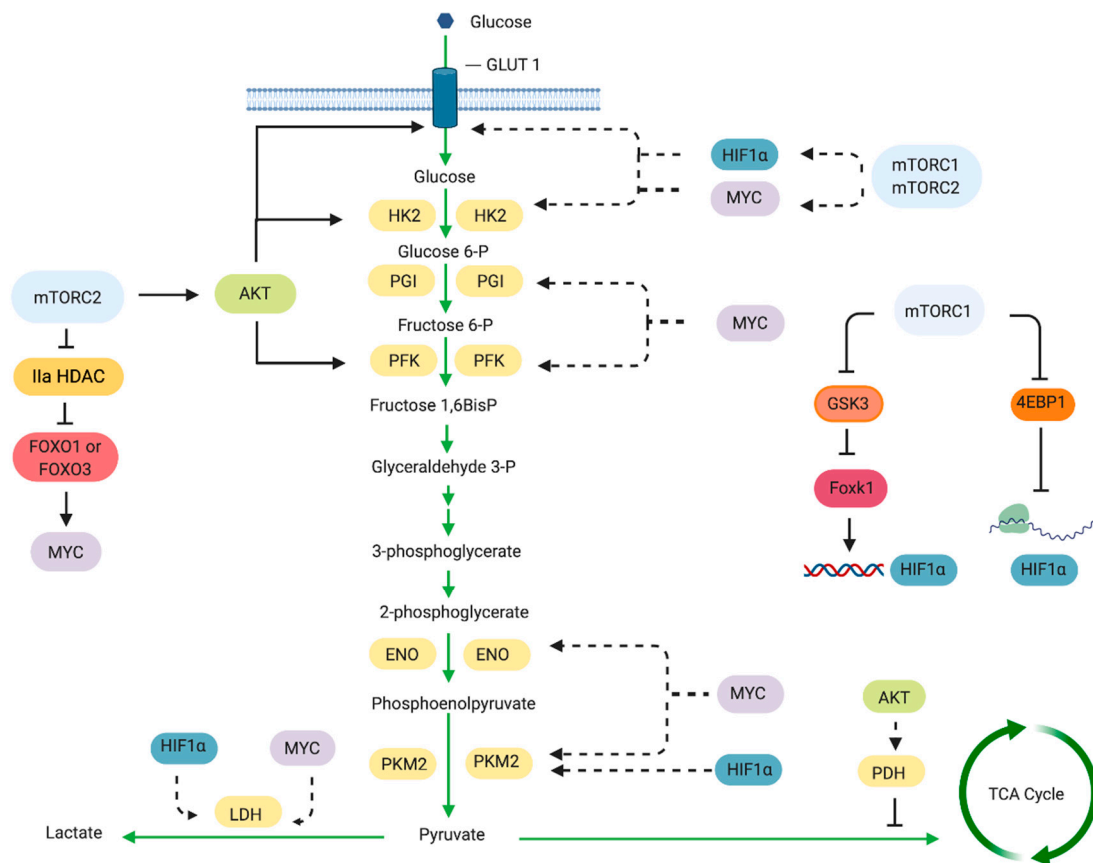 Glucose
— GLUT 1
Glucose
HIF1α
MYC
mTORC1
mTORC2
HK2
HK2
Glucose 6-P
PGI
PGI
mTORC2
AKT
Fructose 6-P
MYC
mTORC1
PFK
PFK
IIa HDAC
Fructose 1,6BisP
GSK3
4EBP1
FOXO1 or
FOXO3
Glyceraldehyde 3-P
Foxk1
MYC
3-phosphoglycerate
HIF1α
HIF1α
2-phosphoglycerate
ENO
ENO
Phosphoenolpyruvate
MYC
AKT
HIF1α
MYC
PKM2
PKM2
HIF1α
PDH
TCA Cycle
LDH
Lactate
Pyruvate